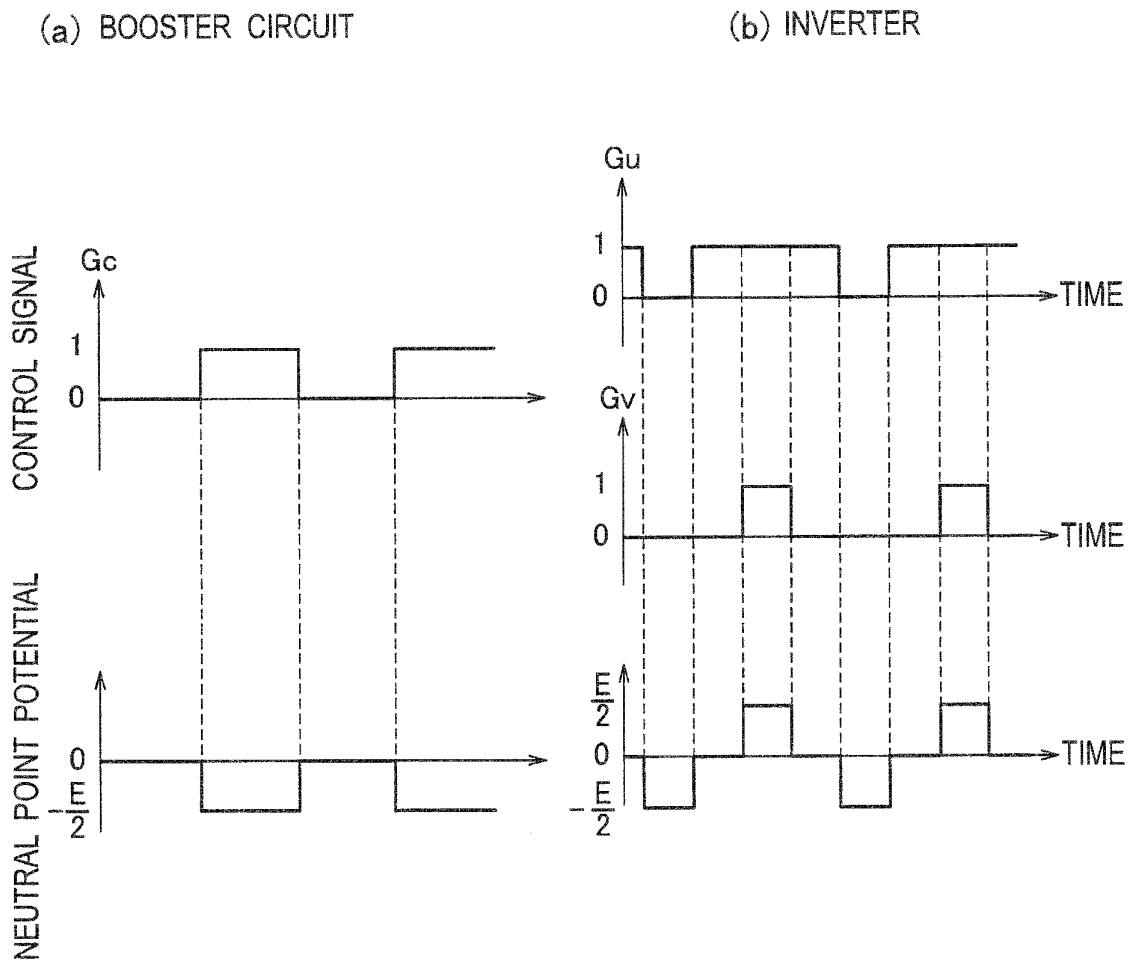 (a) BOOSTER CIRCUIT
(b) INVERTER
CONTROL SIGNAL
Gc
1
0
Gu
1
0
TIME
Gv
1
0
TIME
NEUTRAL POINT POTENTIAL
0
-E/2
E/2
0
TIME
-E/2